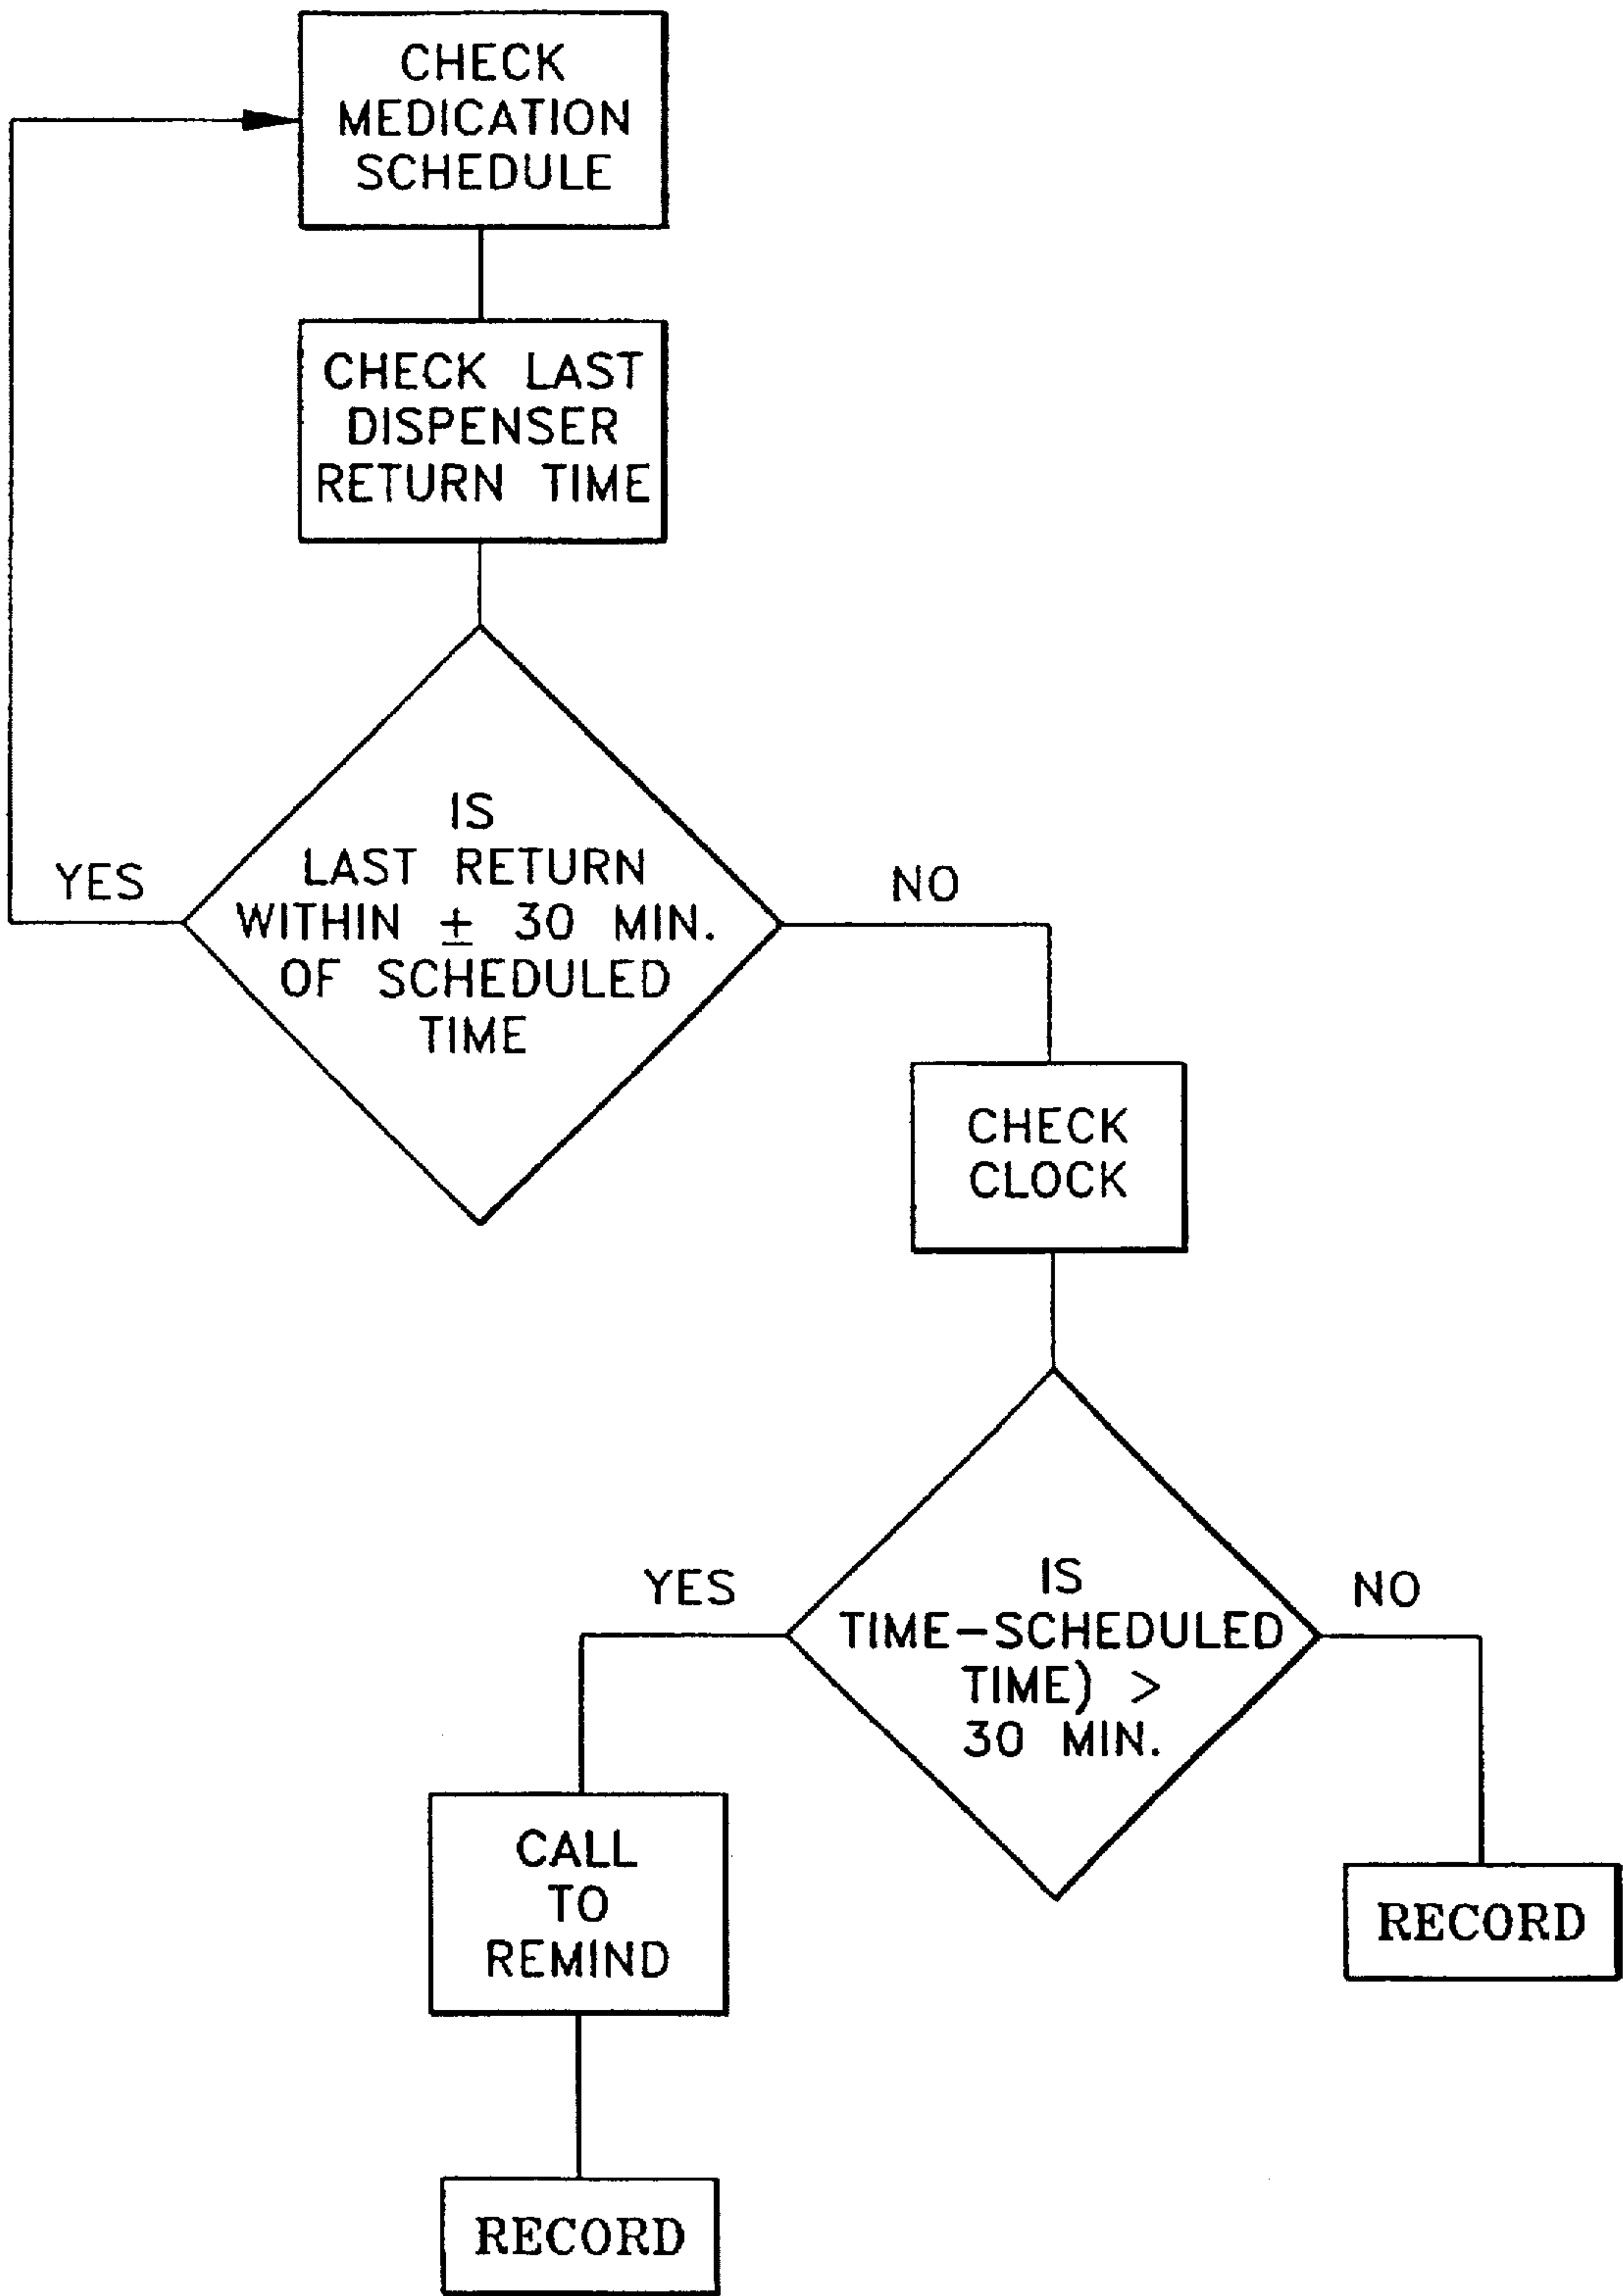 CHECK
MEDICATION
SCHEDULE
CHECK LAST
DISPENSER
RETURN TIME
IS
LAST RETURN
WITHIN ± 30 MIN.
OF SCHEDULED
TIME
YES
NO
CHECK
CLOCK
IS
TIME-SCHEDULED
TIME) >
30 MIN.
YES
NO
CALL
TO
REMIND
RECORD
RECORD